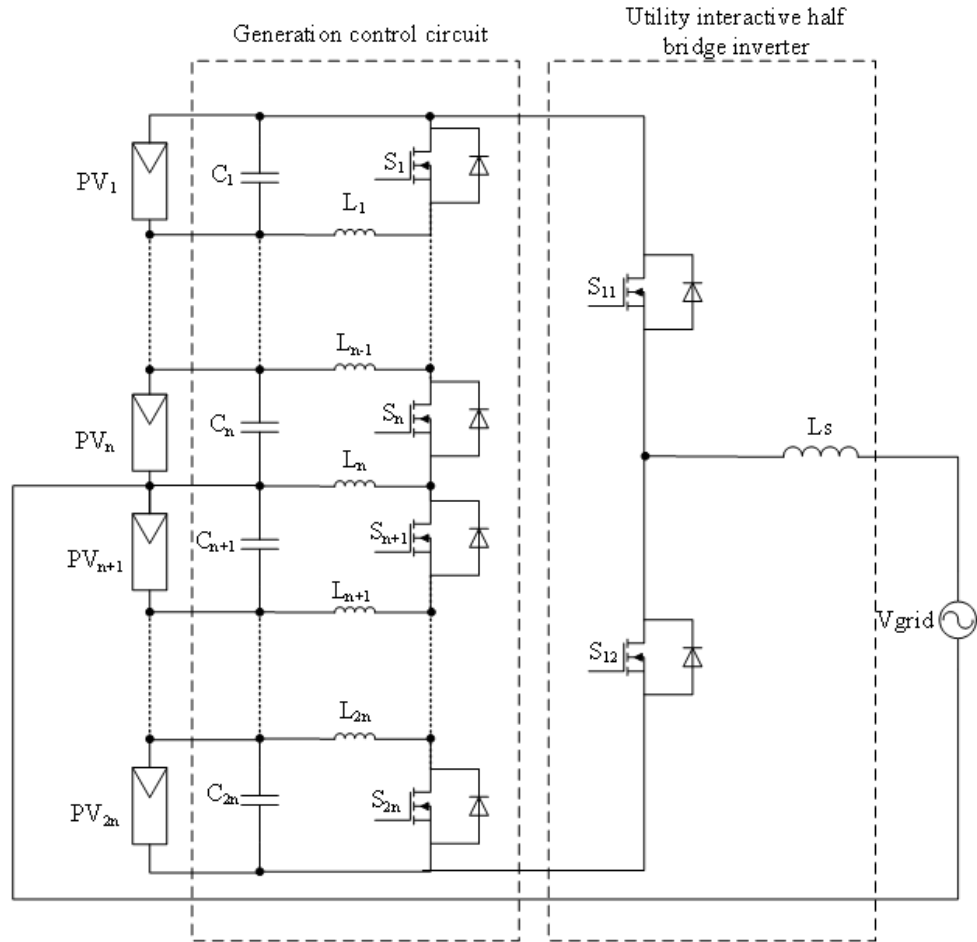 Utility interactive half
bridge inverter
Generation control circuit
PV₁
C₁
S₁
L₁
S₁₁
Lₙ₋₁
PVₙ
Cₙ
Sₙ
Lₙ
Ls
PVₙ₊₁
Cₙ₊₁
Sₙ₊₁
Lₙ₊₁
Vgrid
S₁₂
L₂ₙ
PV₂ₙ
C₂ₙ
S₂ₙ